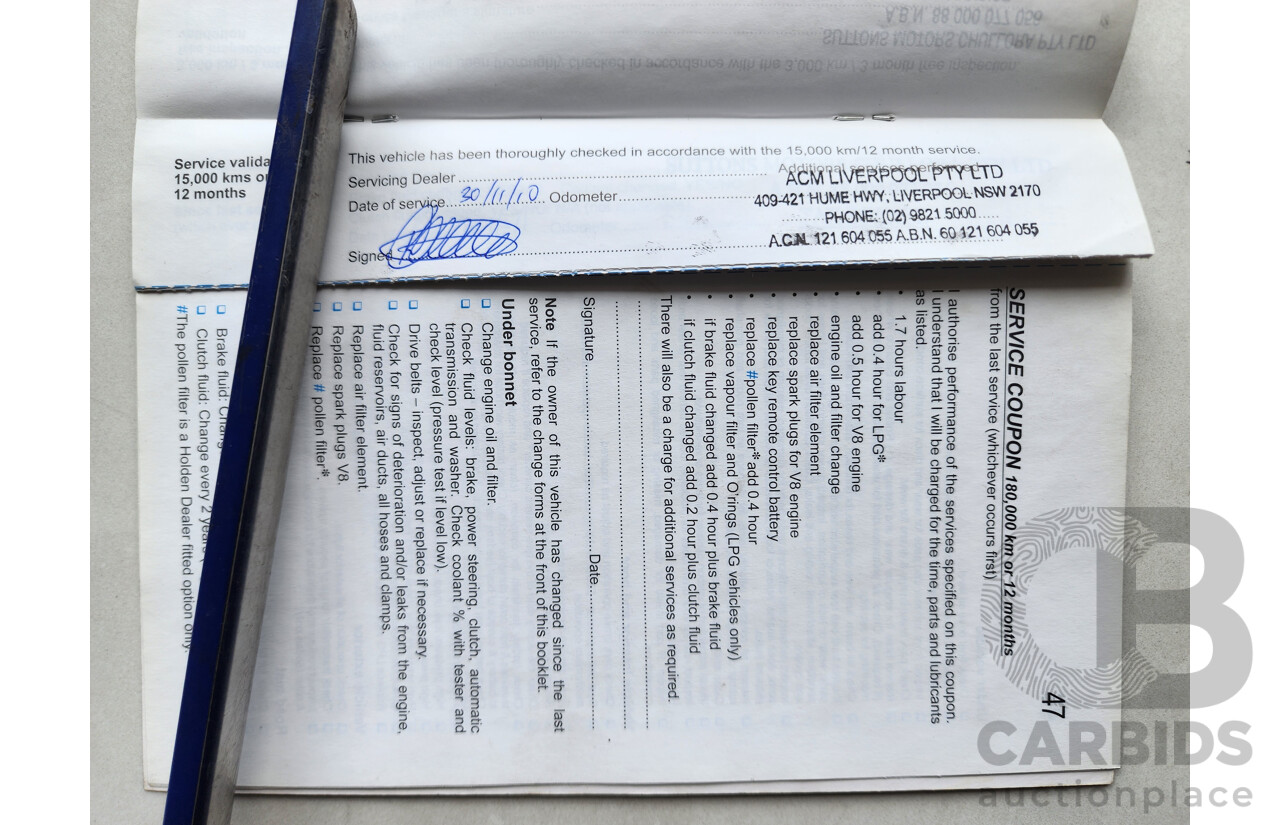 A.B.N. 88 000 077 056
SUTTONS MOTORS CHULLORA PTY LTD
thoroughly checked in accordance with the 3,000 km / 3 month free inspection
Service valida
15,000 kms or
12 months
This vehicle has been thoroughly checked in accordance with the 15,000 km/12 month service.
Servicing Dealer
Additional services performed
Date of service 30/11/10 Odometer
Signed
ACM LIVERPOOL PTY LTD
409-421 HUME HWY, LIVERPOOL NSW 2170
PHONE: (02) 9821 5000
A.C.N. 121 604 055 A.B.N. 60 121 604 055
47
SERVICE COUPON 180,000 km or 12 months
from the last service (whichever occurs first)
I authorise performance of the services specified on this coupon.
I understand that I will be charged for the time, parts and lubricants
as listed.
• 1.7 hours labour
• add 0.4 hour for LPG*
• add 0.5 hour for V8 engine
• engine oil and filter change
• replace air filter element
• replace spark plugs for V8 engine
• replace key remote control battery
• replace #pollen filter* add 0.4 hour
• replace vapour filter and O'rings (LPG vehicles only)
• if brake fluid changed add 0.4 hour plus brake fluid
• if clutch fluid changed add 0.2 hour plus clutch fluid
There will also be a charge for additional services as required.
Signature Date
Note If the owner of this vehicle has changed since the last
service, refer to the change forms at the front of this booklet.
Under bonnet
❑ Change engine oil and filter.
❑ Check fluid levels: brake, power steering, clutch, automatic
transmission and washer. Check coolant % with tester and
check level (pressure test if level low).
❑ Drive belts – inspect, adjust or replace if necessary.
❑ Check for signs of deterioration and/or leaks from the engine,
fluid reservoirs, air ducts, all hoses and clamps.
❑ Replace air filter element.
❑ Replace spark plugs V8.
❑ Replace # pollen filter*.
❑ Brake fluid: Chang
❑ Clutch fluid: Change every 2 years
#The pollen filter is a Holden Dealer fitted option only.
CARBIDS
auctionplace